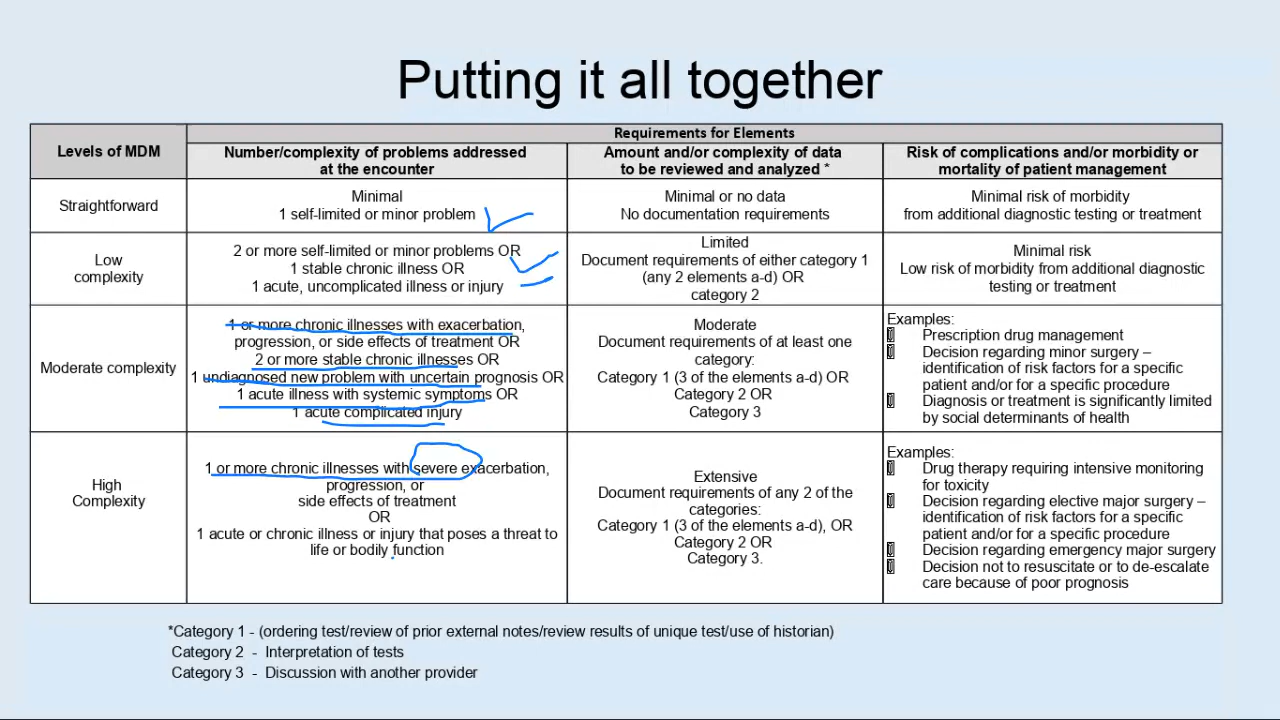 Putting it all together
Requirements for Elements
Levels of MDM
Number/complexity of problems addressed
at the encounter
Amount and/or complexity of data
to be reviewed and analyzed *
Risk of complications and/or morbidity or
mortality of patient management
Straightforward
Minimal
1 self-limited or minor problem
Minimal or no data
No documentation requirements
Minimal risk of morbidity
from additional diagnostic testing or treatment
Low
complexity
2 or more self-limited or minor problems OR
1 stable chronic illness OR
1 acute, uncomplicated illness or injury
Limited
Document requirements of either category 1
(any 2 elements a-d) OR
category 2
Minimal risk
Low risk of morbidity from additional diagnostic
testing or treatment
Moderate complexity
1 or more chronic illnesses with exacerbation,
progression, or side effects of treatment OR
2 or more stable chronic illnesses OR
1 undiagnosed new problem with uncertain prognosis OR
1 acute illness with systemic symptoms OR
1 acute complicated injury
Moderate
Document requirements of at least one
category:
Category 1 (3 of the elements a-d) OR
Category 2 OR
Category 3
Examples:
Prescription drug management
Decision regarding minor surgery –
identification of risk factors for a specific
patient and/or for a specific procedure
Diagnosis or treatment is significantly limited
by social determinants of health
High
Complexity
1 or more chronic illnesses with severe exacerbation,
progression, or
side effects of treatment
OR
1 acute or chronic illness or injury that poses a threat to
life or bodily function
Extensive
Document requirements of any 2 of the
categories:
Category 1 (3 of the elements a-d), OR
Category 2 OR
Category 3.
Examples:
Drug therapy requiring intensive monitoring
for toxicity
Decision regarding elective major surgery –
identification of risk factors for a specific
patient and/or for a specific procedure
Decision regarding emergency major surgery
Decision not to resuscitate or to de-escalate
care because of poor prognosis
*Category 1 - (ordering test/review of prior external notes/review results of unique test/use of historian)
Category 2 - Interpretation of tests
Category 3 - Discussion with another provider